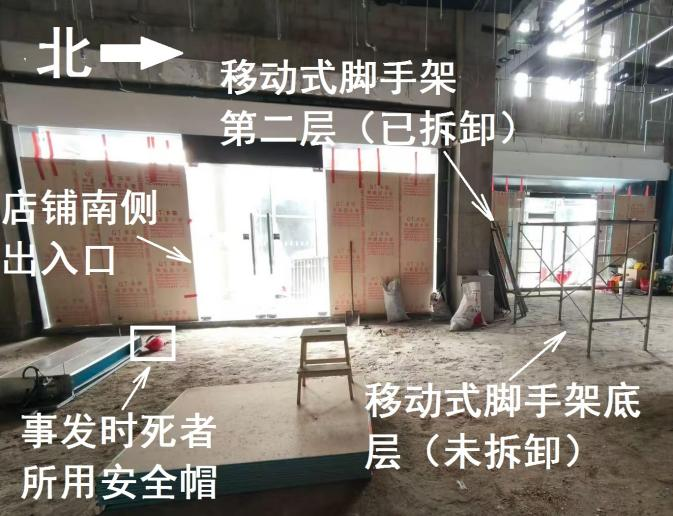 北
移动式脚手架
第二层（已拆卸）
店铺南侧
出入口
移动式脚手架底
层（未拆卸）
事发时死者
所用安全帽